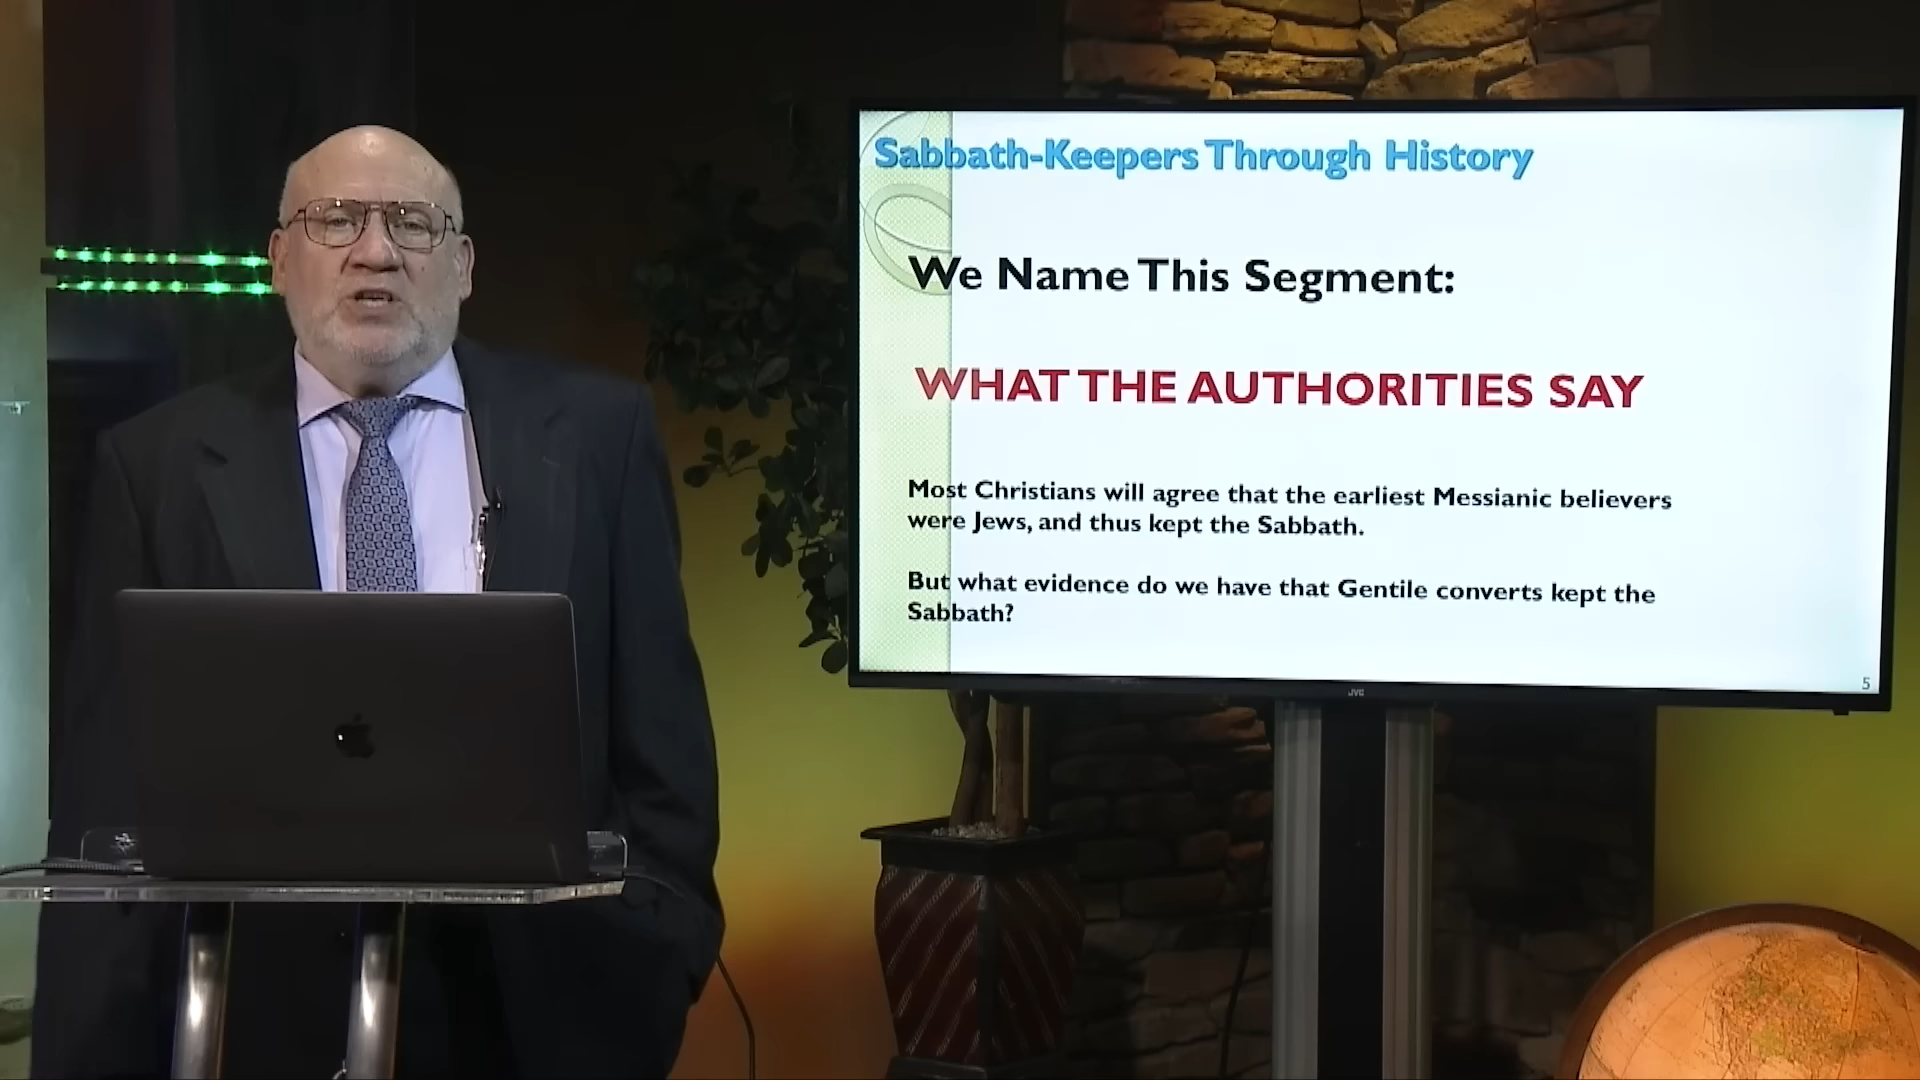 Sabbath-Keepers Through History
We Name This Segment:
WHAT THE AUTHORITIES SAY
Most Christians will agree that the earliest Messianic believers
were Jews, and thus kept the Sabbath.
But what evidence do we have that Gentile converts kept the
Sabbath?
5
JVC